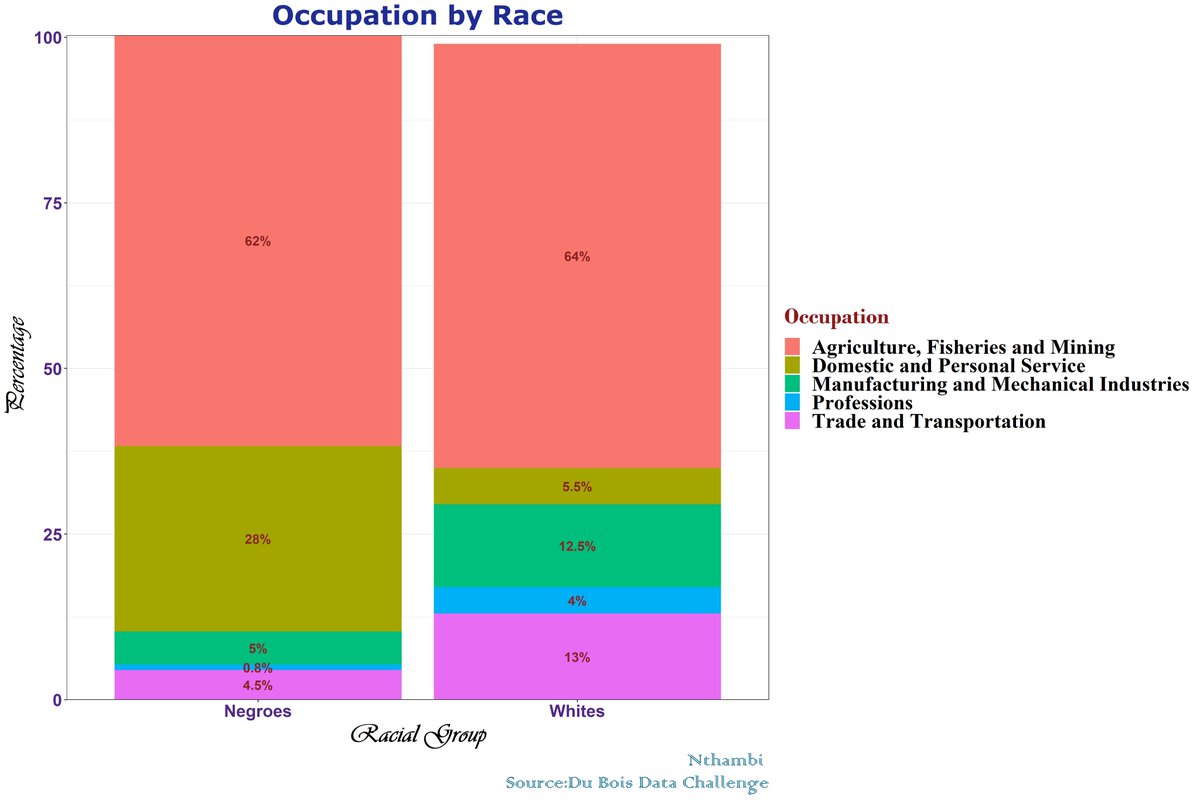 Occupation by Race
100
75
50
25
0
Percentage
62%
28%
5%
0.8%
4.5%
64%
5.5%
12.5%
4%
13%
Negroes
Whites
Racial Group
Occupation
Agriculture, Fisheries and Mining
Domestic and Personal Service
Manufacturing and Mechanical Industries
Professions
Trade and Transportation
Nthambi
Source:Du Bois Data Challenge